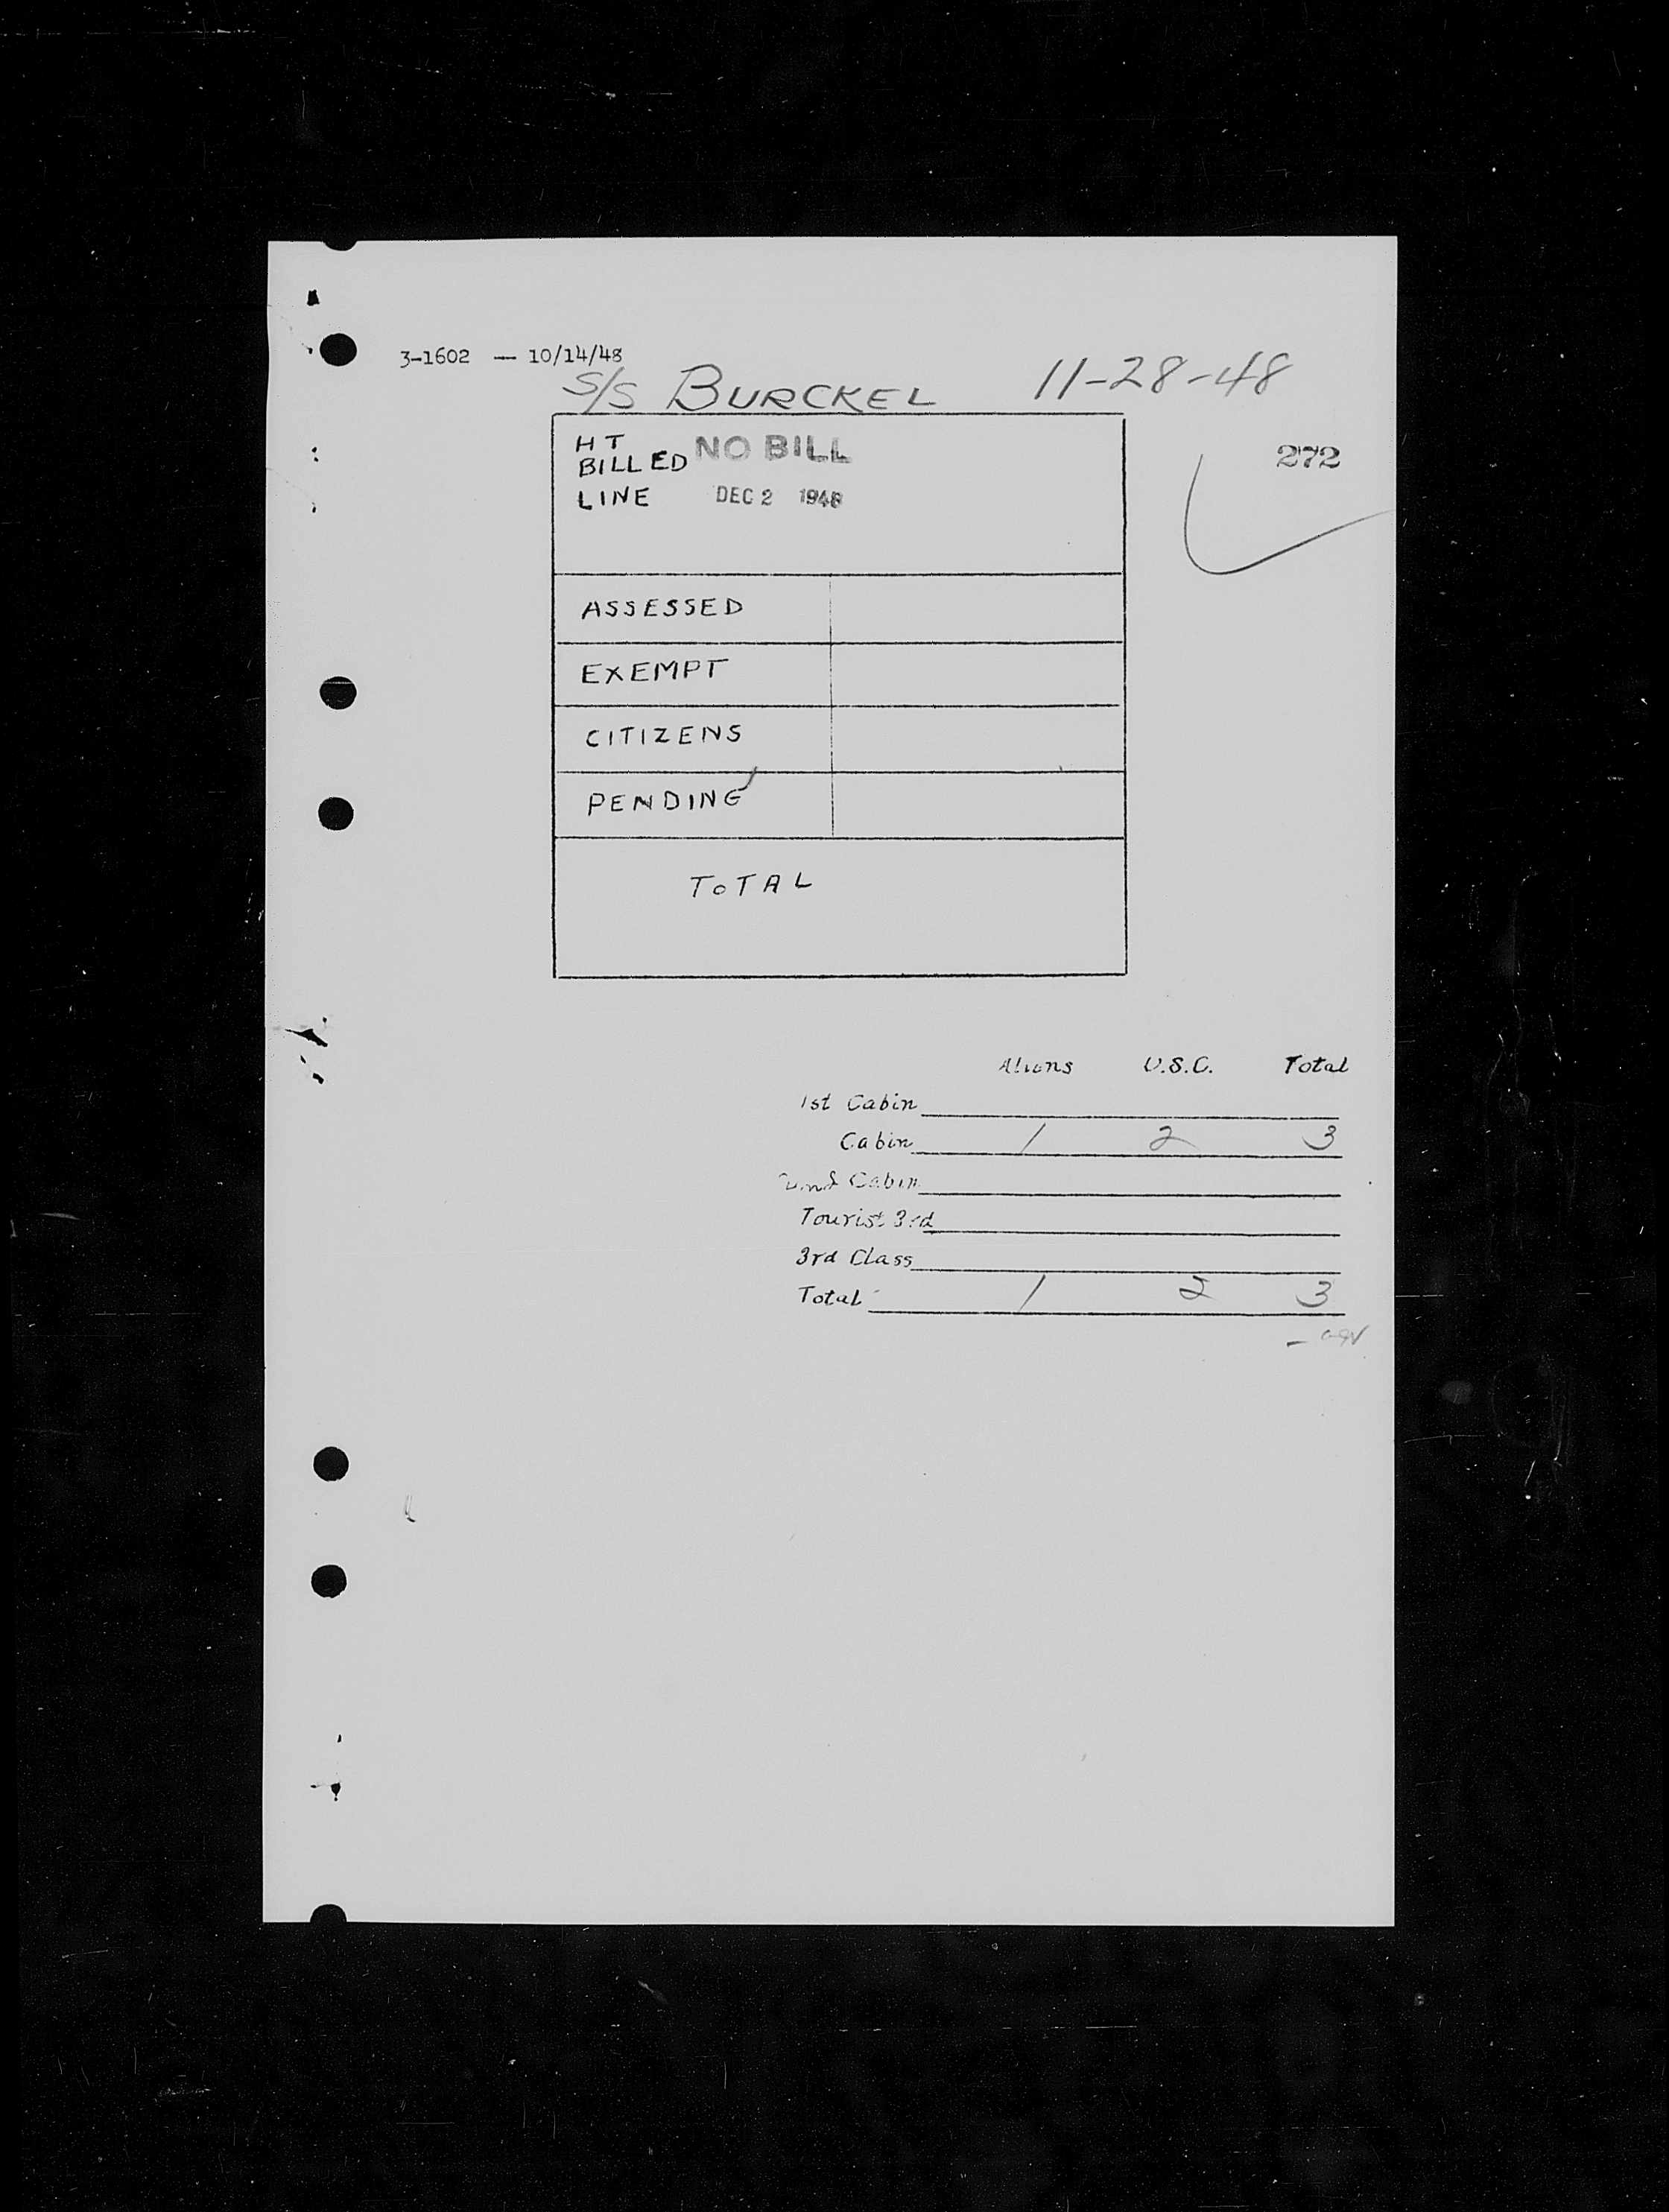 3-1602 — 10/14/48
S/S BURCKEL 11-28-48
272
HT
BILLED NO BILL
LINE DEC 2 1948
ASSESSED
EXEMPT
CITIZENS
PENDING
TOTAL
Aliens U.S.C. Total
1st Cabin
Cabin 1 2 3
Cabin
Tourist 3rd
3rd Class
Total 1 2 3